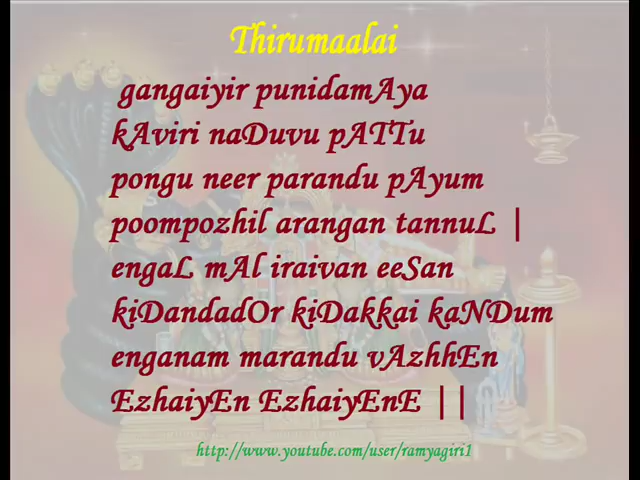 Thirumaalai
gangaiyir punidamAya
kAviri naDuvu pATTu
pongu neer parandu pAyum
poompozhil arangan tannuL |
engaL mAl iraivan eeSan
kiDandadOr kiDakkai kaNDum
enganam marandu vAzhhEn
EzhaiyEn EzhaiyEnE ||
http://www.youtube.com/user/ramyagiri1